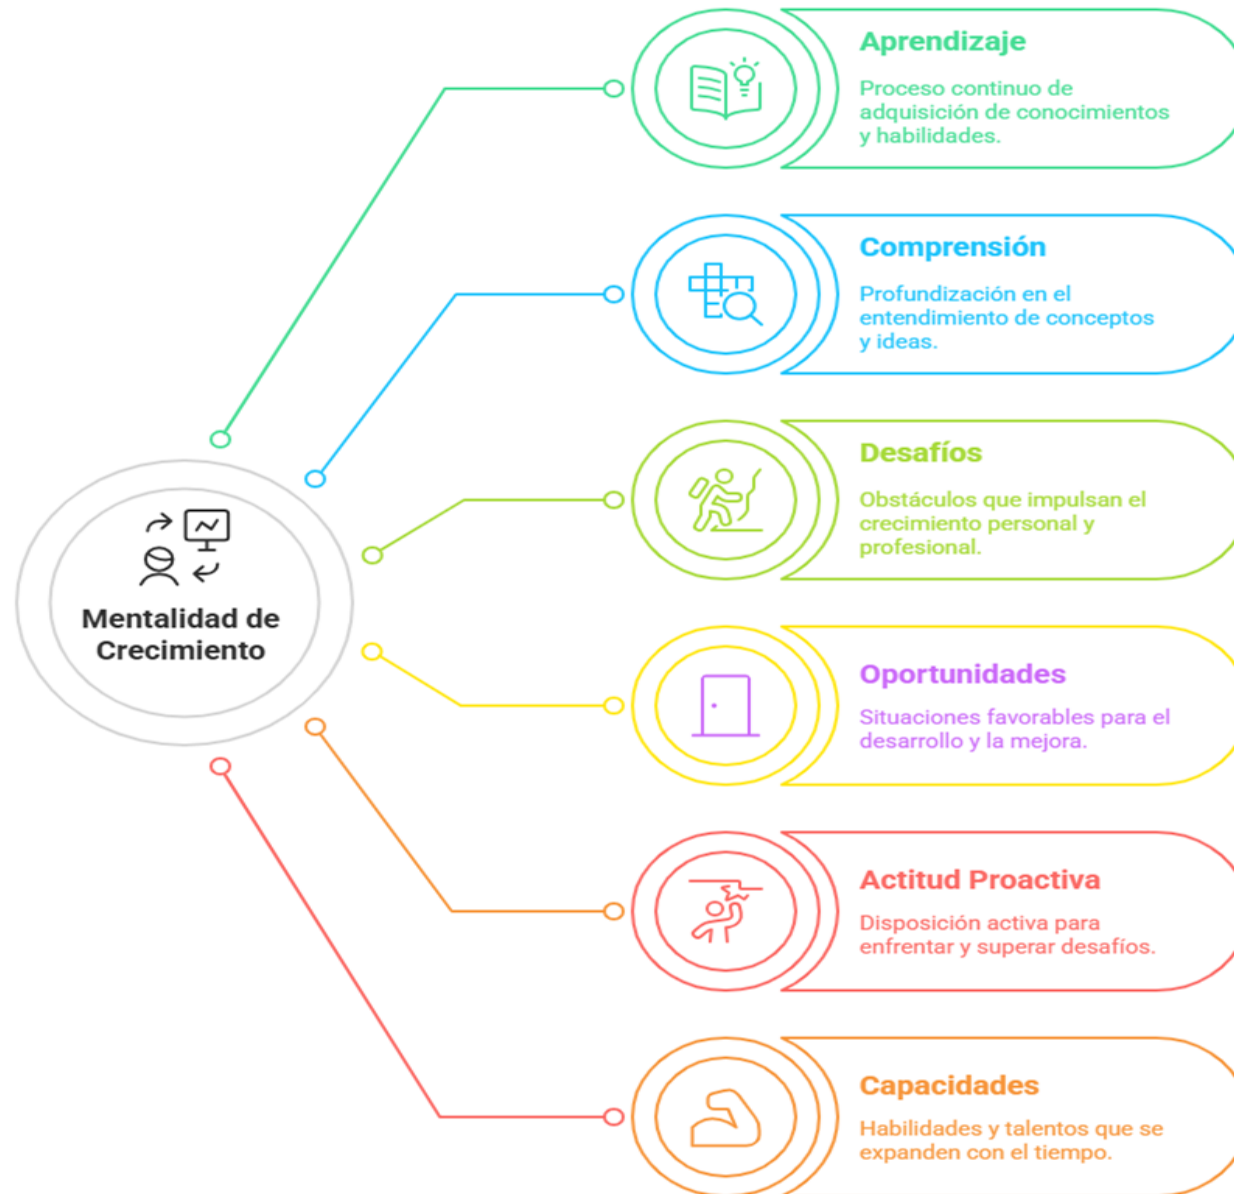 Aprendizaje
Proceso continuo de
adquisición de conocimientos
y habilidades.
Comprensión
Profundización en el
entendimiento de conceptos
y ideas.
Desafíos
Obstáculos que impulsan el
crecimiento personal y
profesional.
Mentalidad de
Crecimiento
Oportunidades
Situaciones favorables para el
desarrollo y la mejora.
Actitud Proactiva
Disposición activa para
enfrentar y superar desafíos.
Capacidades
Habilidades y talentos que se
expanden con el tiempo.